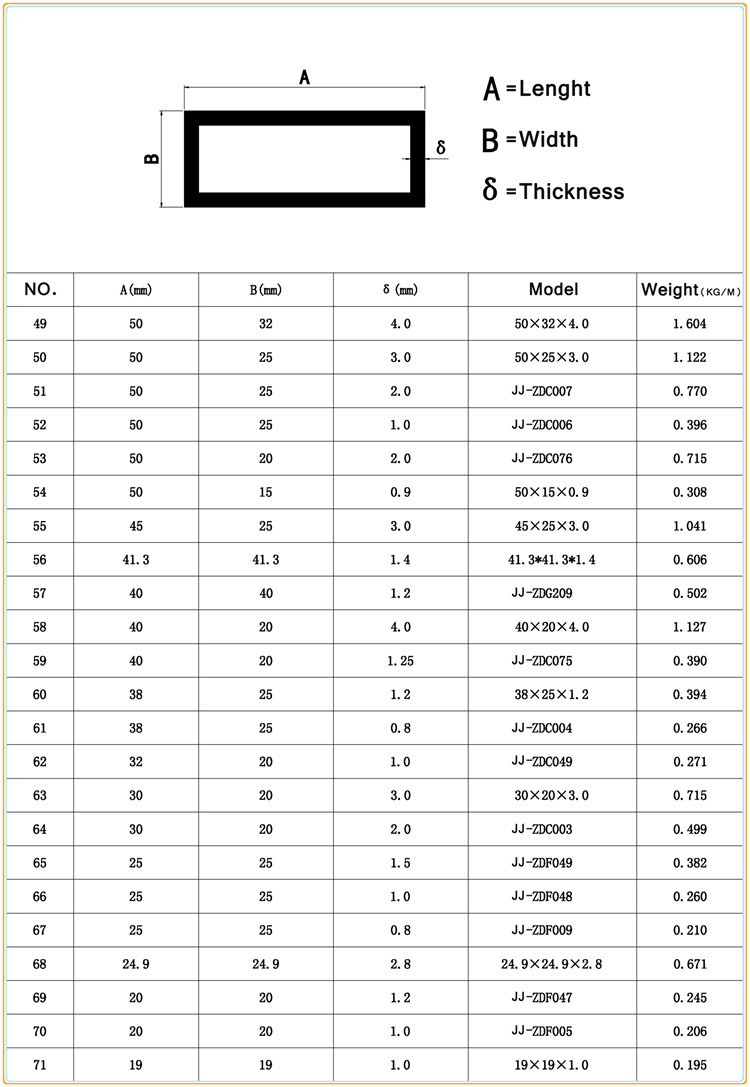 A
A =Lenght
B
δ
B =Width
δ =Thickness
NO. A(mm) B(mm) δ(mm) Model Weight(KG/M)
49 50 32 4.0 50×32×4.0 1.604
50 50 25 3.0 50×25×3.0 1.122
51 50 25 2.0 JJ-ZDC007 0.770
52 50 25 1.0 JJ-ZDC006 0.396
53 50 20 2.0 JJ-ZDC076 0.715
54 50 15 0.9 50×15×0.9 0.308
55 45 25 3.0 45×25×3.0 1.041
56 41.3 41.3 1.4 41.3*41.3*1.4 0.606
57 40 40 1.2 JJ-ZDG209 0.502
58 40 20 4.0 40×20×4.0 1.127
59 40 20 1.25 JJ-ZDC075 0.390
60 38 25 1.2 38×25×1.2 0.394
61 38 25 0.8 JJ-ZDC004 0.266
62 32 20 1.0 JJ-ZDC049 0.271
63 30 20 3.0 30×20×3.0 0.715
64 30 20 2.0 JJ-ZDC003 0.499
65 25 25 1.5 JJ-ZDF049 0.382
66 25 25 1.0 JJ-ZDF048 0.260
67 25 25 0.8 JJ-ZDF009 0.210
68 24.9 24.9 2.8 24.9×24.9×2.8 0.671
69 20 20 1.2 JJ-ZDF047 0.245
70 20 20 1.0 JJ-ZDF005 0.206
71 19 19 1.0 19×19×1.0 0.195